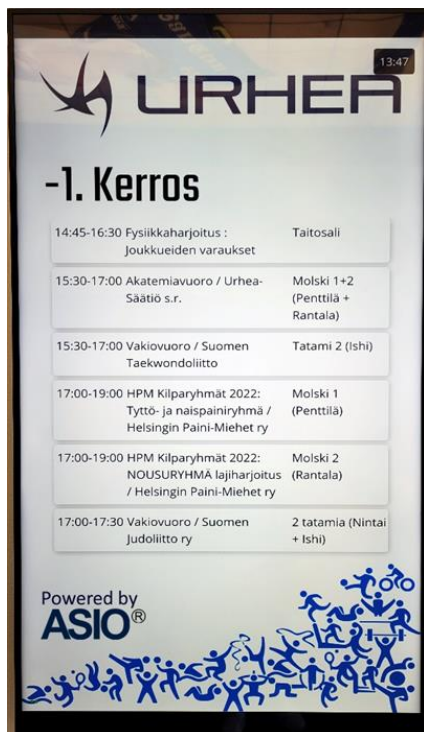 13:47
URHEA
-1. Kerros
14:45-16:30 Fysiikkaharjoitus : Taitosali
Joukkueiden varaukset
15:30-17:00 Akatemiavuoro / Urhea- Molski 1+2
Säätiö s.r. (Penttilä +
Rantala)
15:30-17:00 Vakiovuoro / Suomen Tatami 2 (Ishi)
Taekwondoliitto
17:00-19:00 HPM Kilparyhmät 2022: Molski 1
Tyttö- ja naispainiryhmä / (Penttilä)
Helsingin Paini-Miehet ry
17:00-19:00 HPM Kilparyhmät 2022: Molski 2
NOUSURYHMÄ lajiharjoitus (Rantala)
/ Helsingin Paini-Miehet ry
17:00-17:30 Vakiovuoro / Suomen 2 tatamia (Nintai
Judoliitto ry + Ishi)
Powered by
ASIO®